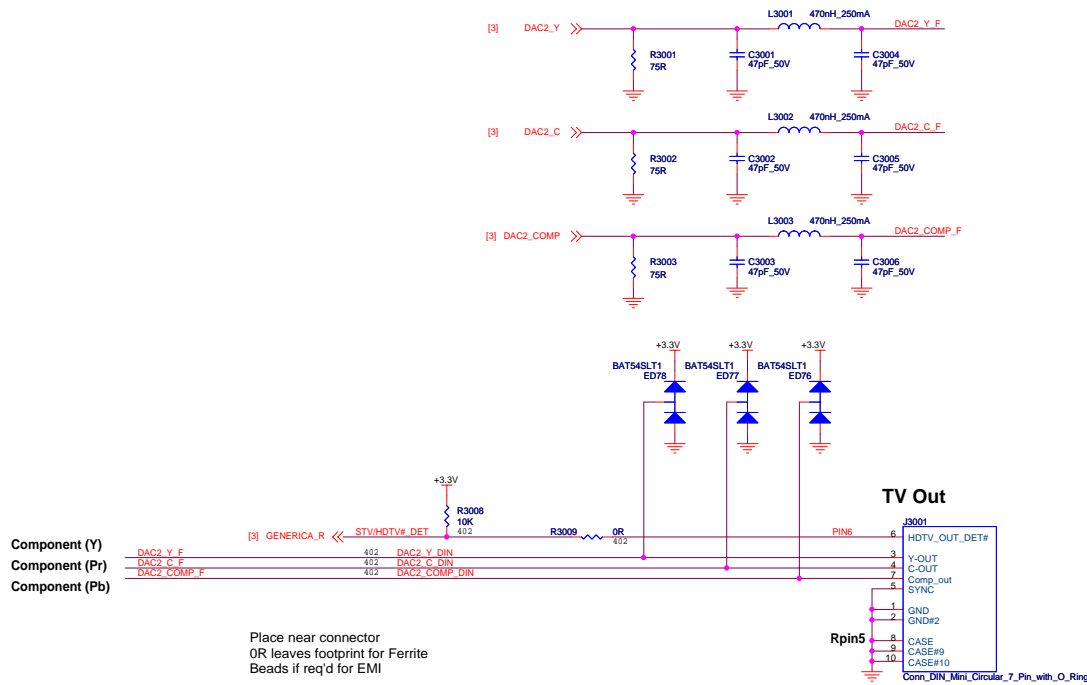 L3001 470nH_250mA
[3] DAC2_Y DAC2_Y_F
R3001
75R
C3001
47pF_50V
C3004
47pF_50V
L3002 470nH_250mA
[3] DAC2_C DAC2_C_F
R3002
75R
C3002
47pF_50V
C3005
47pF_50V
L3003 470nH_250mA
[3] DAC2_COMP DAC2_COMP_F
R3003
75R
C3003
47pF_50V
C3006
47pF_50V
+3.3V +3.3V +3.3V
BAT54SLT1 BAT54SLT1 BAT54SLT1
ED78 ED77 ED76
+3.3V
R3008
10K
402
TV Out
J3001
[3] GENERICA_R STV/HDTV#_DET R3009 0R PIN6 6 HDTV_OUT_DET#
402
Component (Y)
DAC2_Y_F 402 DAC2_Y_DIN 3 Y-OUT
Component (Pr)
DAC2_C_F 402 DAC2_C_DIN 4 C-OUT
DAC2_COMP_F 402 DAC2_COMP_DIN 7 Comp_out
Component (Pb)
5 SYNC
1 GND
2 GND#2
Rpin5 8 CASE
9 CASE#9
10 CASE#10
Conn_DIN_Mini_Circular_7_Pin_with_O_Ring
Place near connector
0R leaves footprint for Ferrite
Beads if req'd for EMI